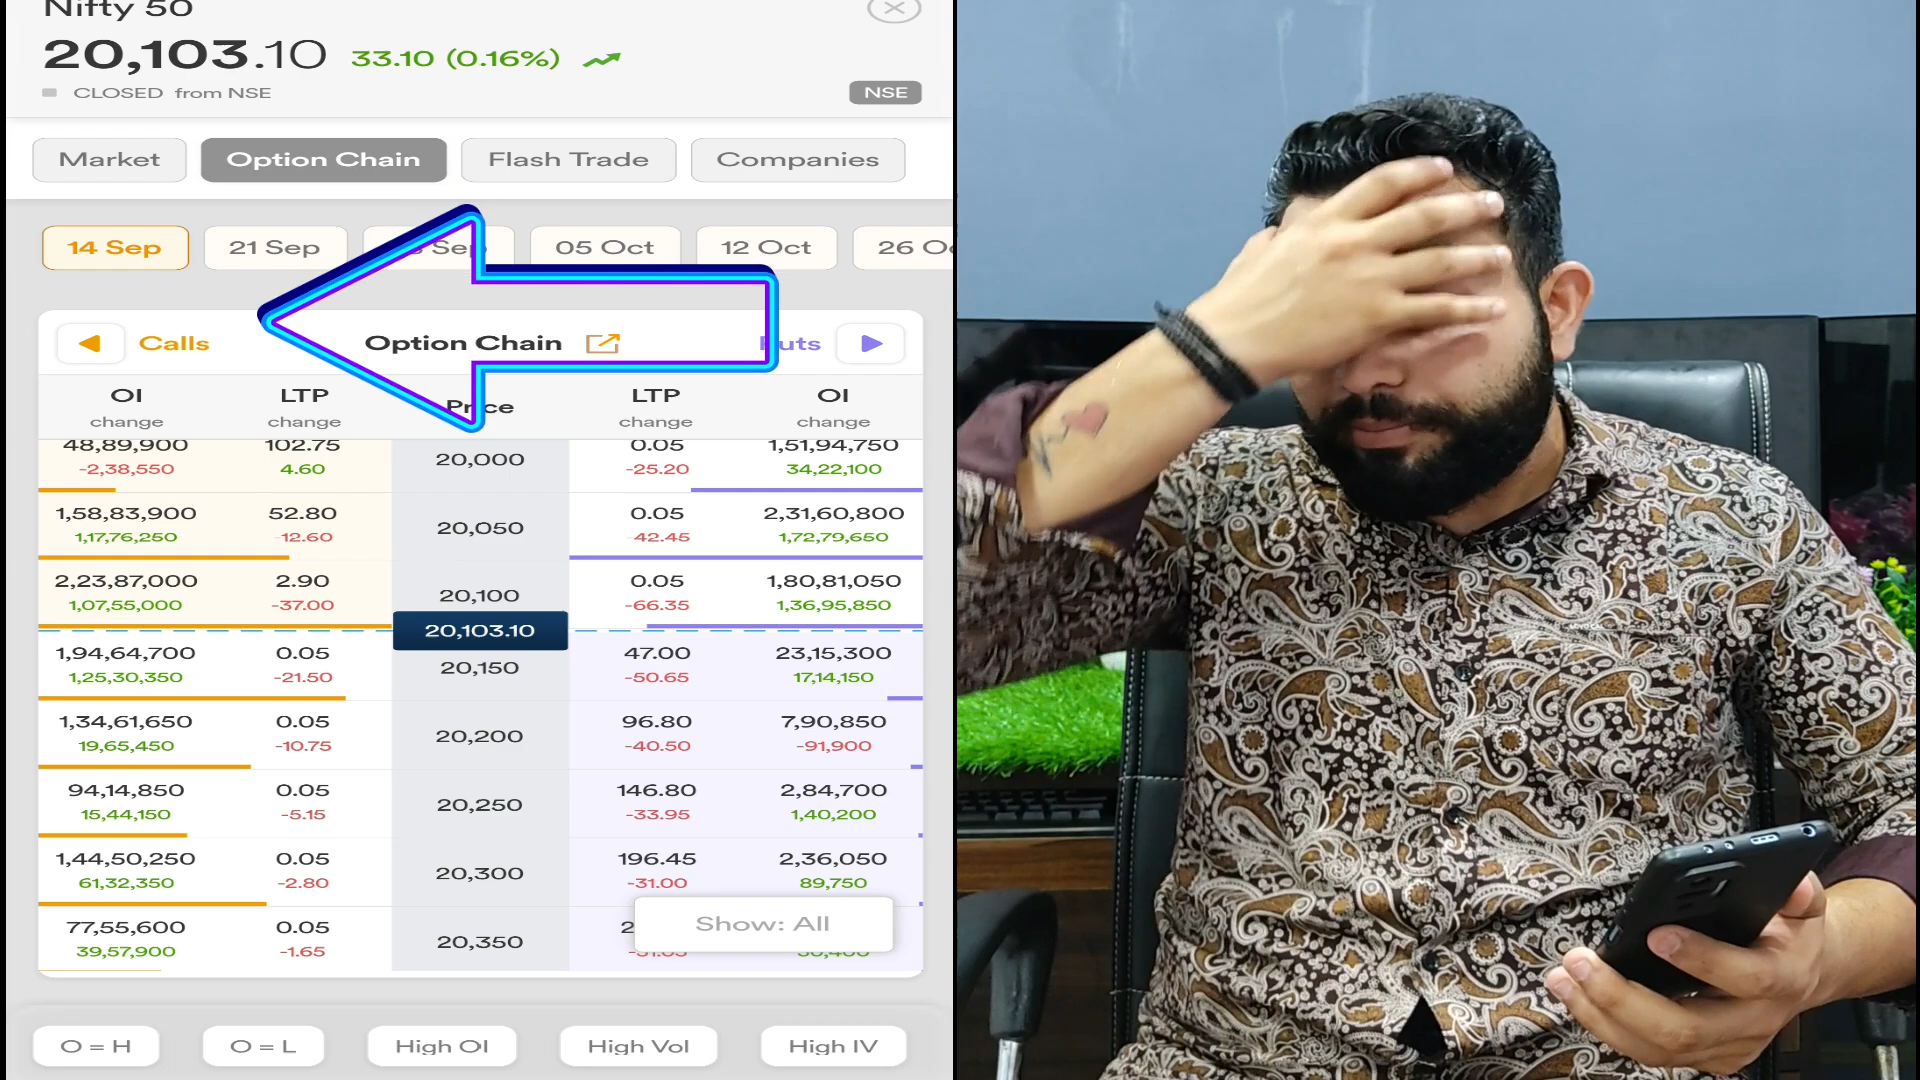 Nifty 50
20,103.10 33.10 (0.16%)
CLOSED from NSE NSE
Market Option Chain Flash Trade Companies
14 Sep 21 Sep Sep 05 Oct 12 Oct 26
Calls Option Chain Puts
OI LTP Price LTP OI
change change change change
48,89,900 102.75 20,000 0.05 1,51,94,750
-2,38,550 4.60 -25.20 34,22,100
1,58,83,900 52.80 20,050 0.05 2,31,60,800
1,17,76,250 -12.60 -42.45 1,72,79,650
2,23,87,000 2.90 20,100 0.05 1,80,81,050
1,07,55,000 -37.00 -66.35 1,36,95,850
20,103.10
1,94,64,700 0.05 20,150 47.00 23,15,300
1,25,30,350 -21.50 -50.65 17,14,150
1,34,61,650 0.05 20,200 96.80 7,90,850
19,65,450 -10.75 -40.50 -91,900
94,14,850 0.05 20,250 146.80 2,84,700
15,44,150 -5.15 -33.95 1,40,200
1,44,50,250 0.05 20,300 196.45 2,36,050
61,32,350 -2.80 -31.00 89,750
77,55,600 0.05 20,350
39,57,900 -1.65
Show: All
O = H O = L High OI High Vol High IV